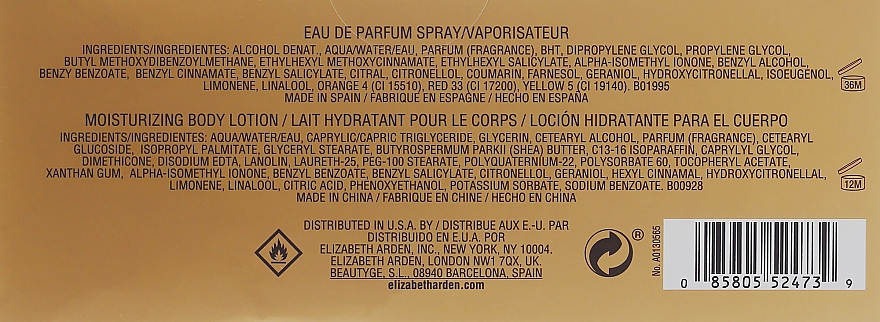 EAU DE PARFUM SPRAY/VAPORISATEUR
INGREDIENTS/INGREDIENTES: ALCOHOL DENAT., AQUA/WATER/EAU, PARFUM (FRAGRANCE), BHT, DIPROPYLENE GLYCOL, PROPYLENE GLYCOL,
BUTYL METHOXYDIBENZOYLMETHANE, ETHYLHEXYL METHOXYCINNAMATE, ETHYLHEXYL SALICYLATE, ALPHA-ISOMETHYL IONONE, BENZYL ALCOHOL,
BENZY BENZOATE, BENZYL CINNAMATE, BENZYL SALICYLATE, CITRAL, CITRONELLOL, COUMARIN, FARNESOL, GERANIOL, HYDROXYCITRONELLAL, ISOEUGENOL,
LIMONENE, LINALOOL, ORANGE 4 (CI 15510), RED 33 (CI 17200), YELLOW 5 (CI 19140). B01995
MADE IN SPAIN / FABRIQUE EN ESPAGNE / HECHO EN ESPAÑA
36M
MOISTURIZING BODY LOTION / LAIT HYDRATANT POUR LE CORPS / LOCIÓN HIDRATANTE PARA EL CUERPO
INGREDIENTS/INGREDIENTES: AQUA/WATER/EAU, CAPRYLIC/CAPRIC TRIGLYCERIDE, GLYCERIN, CETEARYL ALCOHOL, PARFUM (FRAGRANCE), CETEARYL
GLUCOSIDE, ISOPROPYL PALMITATE, GLYCERYL STEARATE, BUTYROSPERMUM PARKII (SHEA) BUTTER, C13-16 ISOPARAFFIN, CAPRYLYL GLYCOL,
DIMETHICONE, DISODIUM EDTA, LANOLIN, LAURETH-25, PEG-100 STEARATE, POLYQUATERNIUM-22, POLYSORBATE 60, TOCOPHERYL ACETATE,
XANTHAN GUM, ALPHA-ISOMETHYL IONONE, BENZYL BENZOATE, BENZYL SALICYLATE, CITRONELLOL, GERANIOL, HEXYL CINNAMAL, HYDROXYCITRONELLAL,
LIMONENE, LINALOOL, CITRIC ACID, PHENOXYETHANOL, POTASSIUM SORBATE, SODIUM BENZOATE. B00928
MADE IN CHINA / FABRIQUE EN CHINE / HECHO EN CHINA
12M
DISTRIBUTED IN U.S.A. BY / DISTRIBUE AUX E.-U. PAR
DISTRIBUIDO EN E.U.A. POR
ELIZABETH ARDEN, INC., NEW YORK, NY 10004.
ELIZABETH ARDEN, LONDON NW1 7QX, UK.
BEAUTYGE, S.L., 08940 BARCELONA, SPAIN
elizabetharden.com
®
No. A0130565
0 85805 52473 9